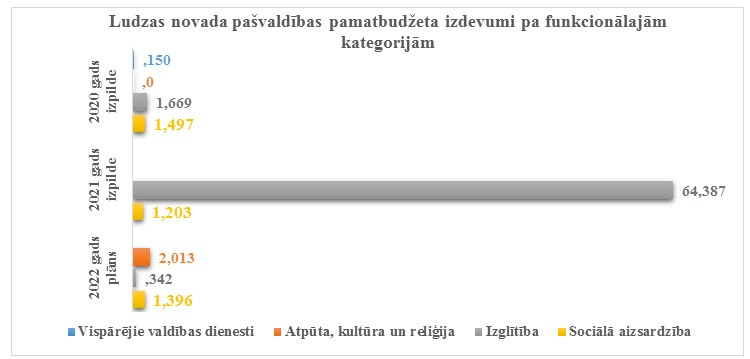 Ludzas novada pašvaldības pamatbudžeta izdevumi pa funkcionālajām
kategorijām
2020 gads
izpilde
,150
,0
1,669
1,497
2021 gads
izpilde
64,387
1,203
2022 gads
plāns
2,013
,342
1,396
Vispārējie valdības dienesti
Atpūta, kultūra un reliģija
Izglītība
Sociālā aizsardzība